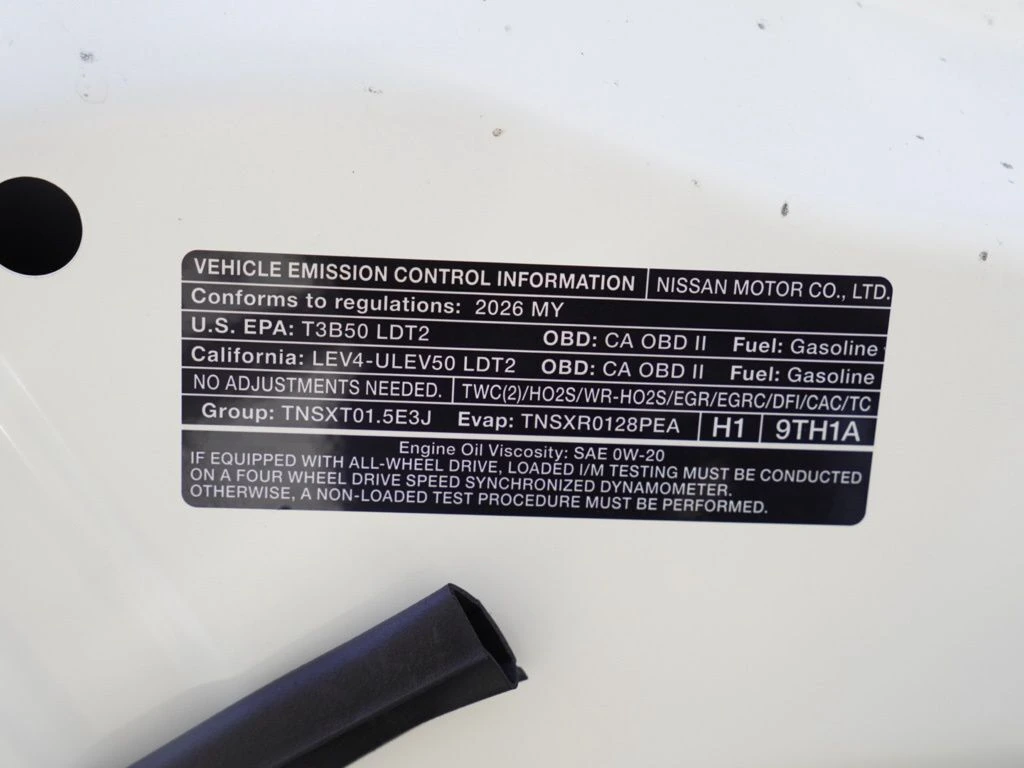 VEHICLE EMISSION CONTROL INFORMATION NISSAN MOTOR CO., LTD.
Conforms to regulations: 2026 MY
U.S. EPA: T3B50 LDT2 OBD: CA OBD II Fuel: Gasoline
California: LEV4-ULEV50 LDT2 OBD: CA OBD II Fuel: Gasoline
NO ADJUSTMENTS NEEDED. TWC(2)/HO2S/WR-HO2S/EGR/EGRC/DFI/CAC/TC
Group: TNSXT01.5E3J Evap: TNSXR0128PEA H1 9TH1A
Engine Oil Viscosity: SAE 0W-20
IF EQUIPPED WITH ALL-WHEEL DRIVE, LOADED I/M TESTING MUST BE CONDUCTED
ON A FOUR WHEEL DRIVE SPEED SYNCHRONIZED DYNAMOMETER.
OTHERWISE, A NON-LOADED TEST PROCEDURE MUST BE PERFORMED.